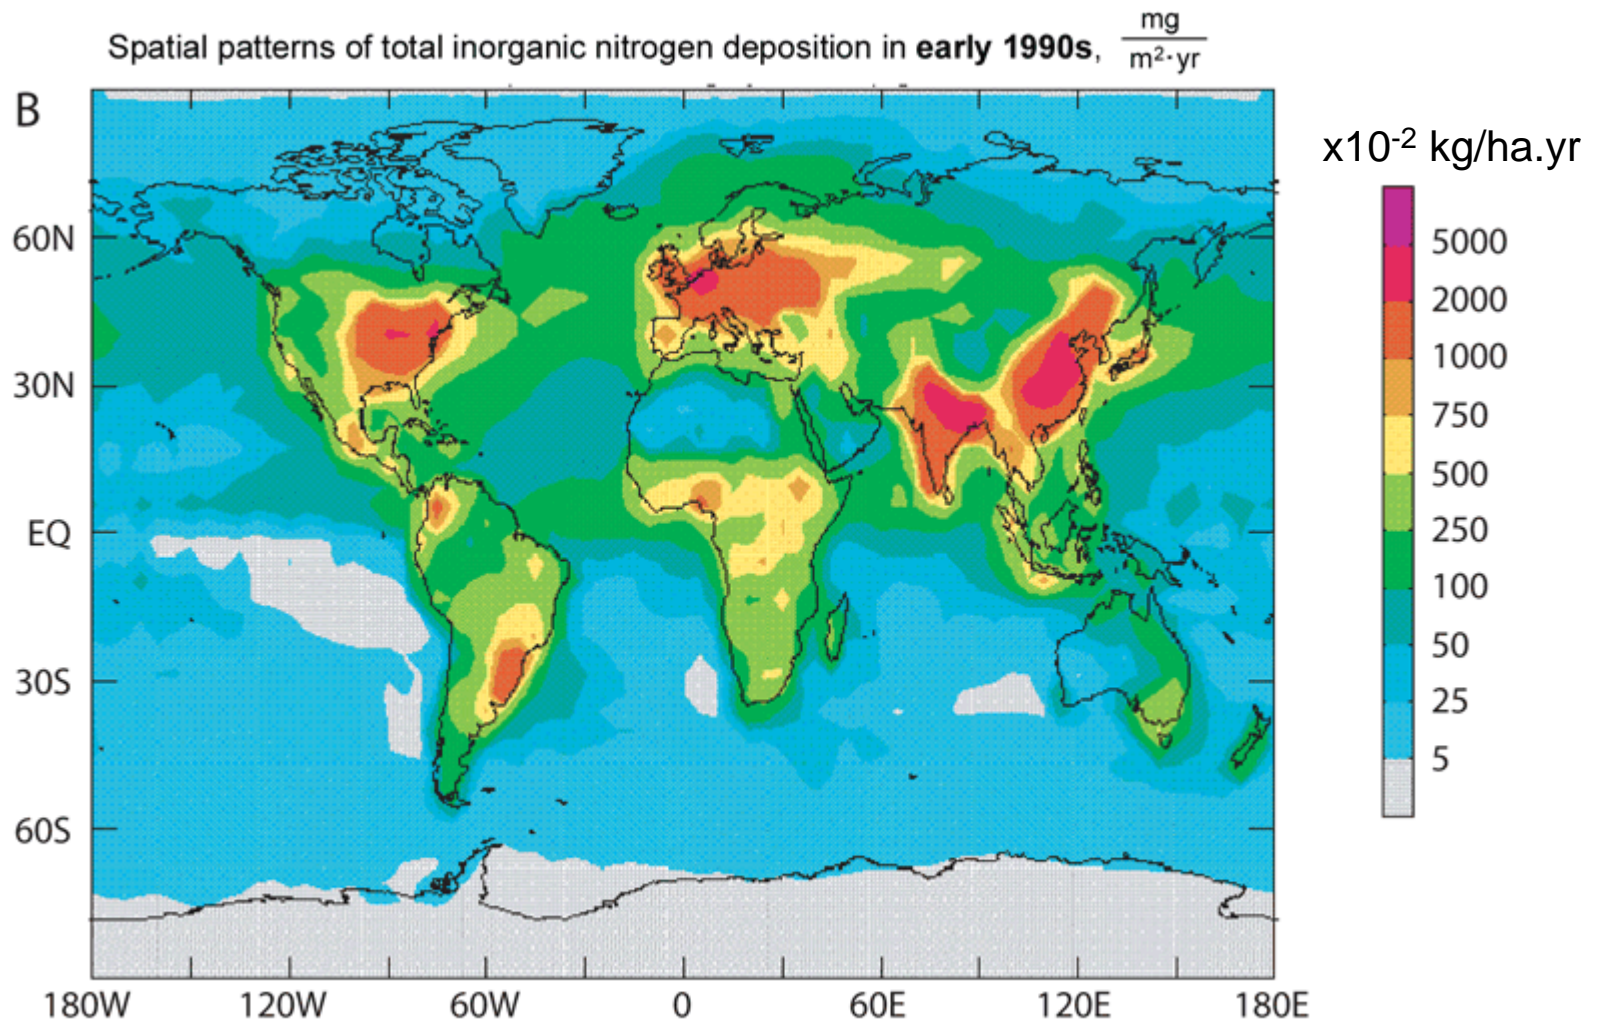 Spatial patterns of total inorganic nitrogen deposition in early 1990s, mg/m²·yr
B
x10⁻² kg/ha.yr
60N
30N
EQ
30S
60S
180W 120W 60W 0 60E 120E 180E
5000
2000
1000
750
500
250
100
50
25
5